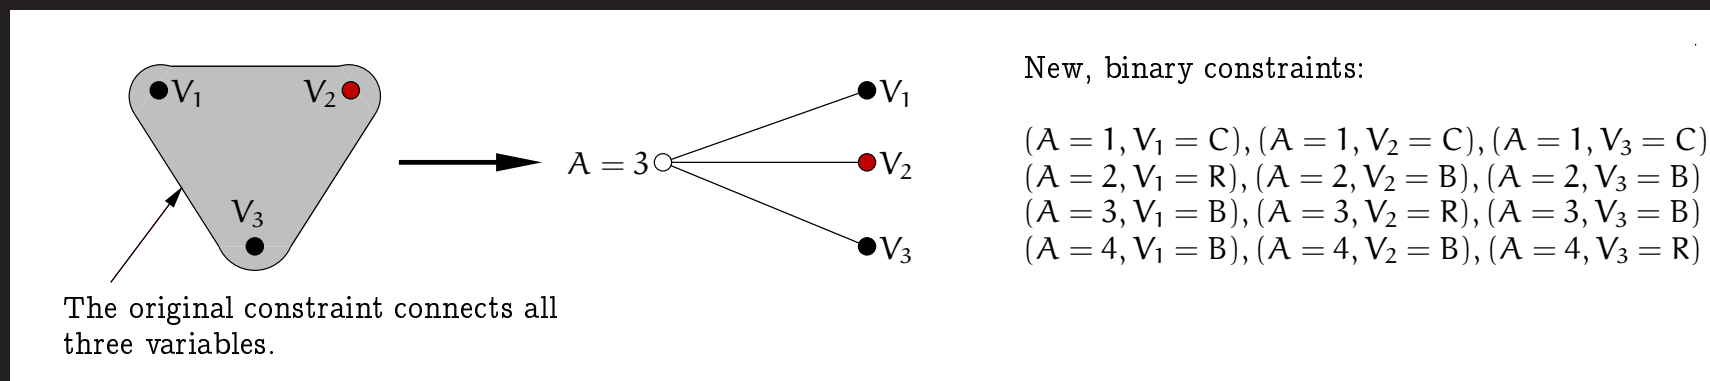 V₁
V₂
V₃
The original constraint connects all
three variables.
A = 3
V₁
V₂
V₃
New, binary constraints:
(A = 1, V₁ = C), (A = 1, V₂ = C), (A = 1, V₃ = C)
(A = 2, V₁ = R), (A = 2, V₂ = B), (A = 2, V₃ = B)
(A = 3, V₁ = B), (A = 3, V₂ = R), (A = 3, V₃ = B)
(A = 4, V₁ = B), (A = 4, V₂ = B), (A = 4, V₃ = R)